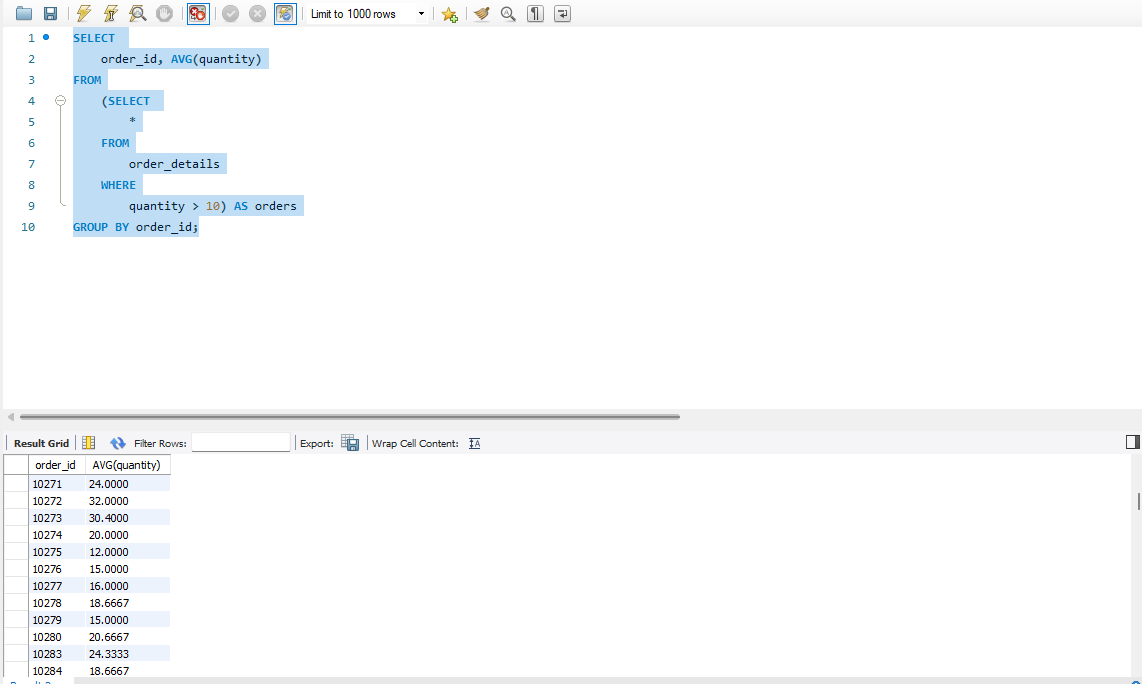 Limit to 1000 rows
1 SELECT
2 order_id, AVG(quantity)
3 FROM
4 (SELECT
5 *
6 FROM
7 order_details
8 WHERE
9 quantity > 10) AS orders
10 GROUP BY order_id;
Result Grid Filter Rows: Export: Wrap Cell Content:
order_id AVG(quantity)
10271 24.0000
10272 32.0000
10273 30.4000
10274 20.0000
10275 12.0000
10276 15.0000
10277 16.0000
10278 18.6667
10279 15.0000
10280 20.6667
10283 24.3333
10284 18.6667